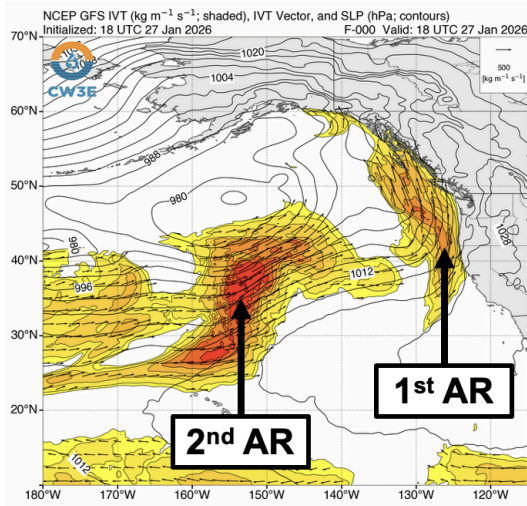 NCEP GFS IVT (kg m⁻¹ s⁻¹; shaded), IVT Vector, and SLP (hPa; contours)
Initialized: 18 UTC 27 Jan 2026 F-000 Valid: 18 UTC 27 Jan 2026
70°N
CW3E
1020
1004
500
[kg m⁻¹ s⁻¹]
60°N
988
50°N
980
980
1028
40°N
996
1012
30°N
1st AR
20°N
2nd AR
1012
180°W 170°W 160°W 150°W 140°W 130°W 120°W